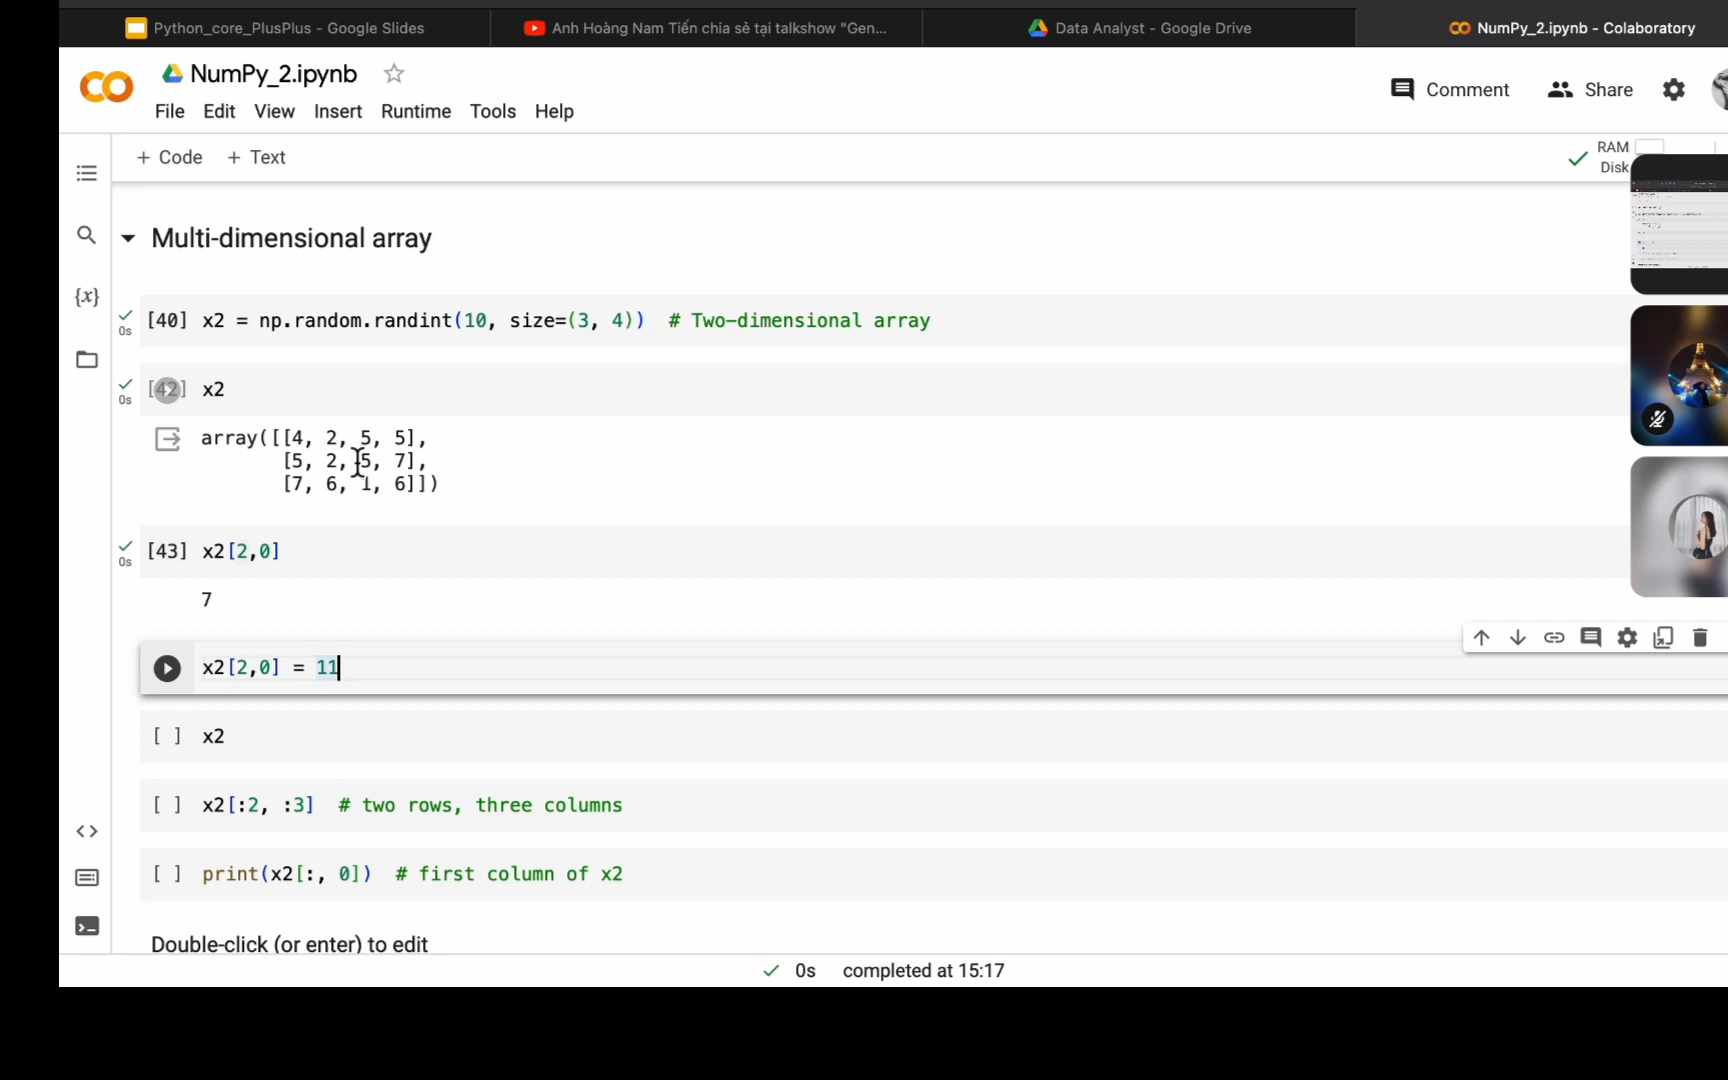 Python_core_PlusPlus - Google Slides
Anh Hoàng Nam Tiến chia sẻ tại talkshow "Gen...
Data Analyst - Google Drive
NumPy_2.ipynb - Colaboratory
NumPy_2.ipynb
Comment
Share
File Edit View Insert Runtime Tools Help
+ Code + Text
RAM
Disk
Multi-dimensional array
[40] x2 = np.random.randint(10, size=(3, 4)) # Two-dimensional array
0s
[42] x2
0s
array([[4, 2, 5, 5],
[5, 2, 5, 7],
[7, 6, 1, 6]])
[43] x2[2,0]
0s
7
x2[2,0] = 11
[ ] x2
[ ] x2[:2, :3] # two rows, three columns
[ ] print(x2[:, 0]) # first column of x2
Double-click (or enter) to edit
0s completed at 15:17